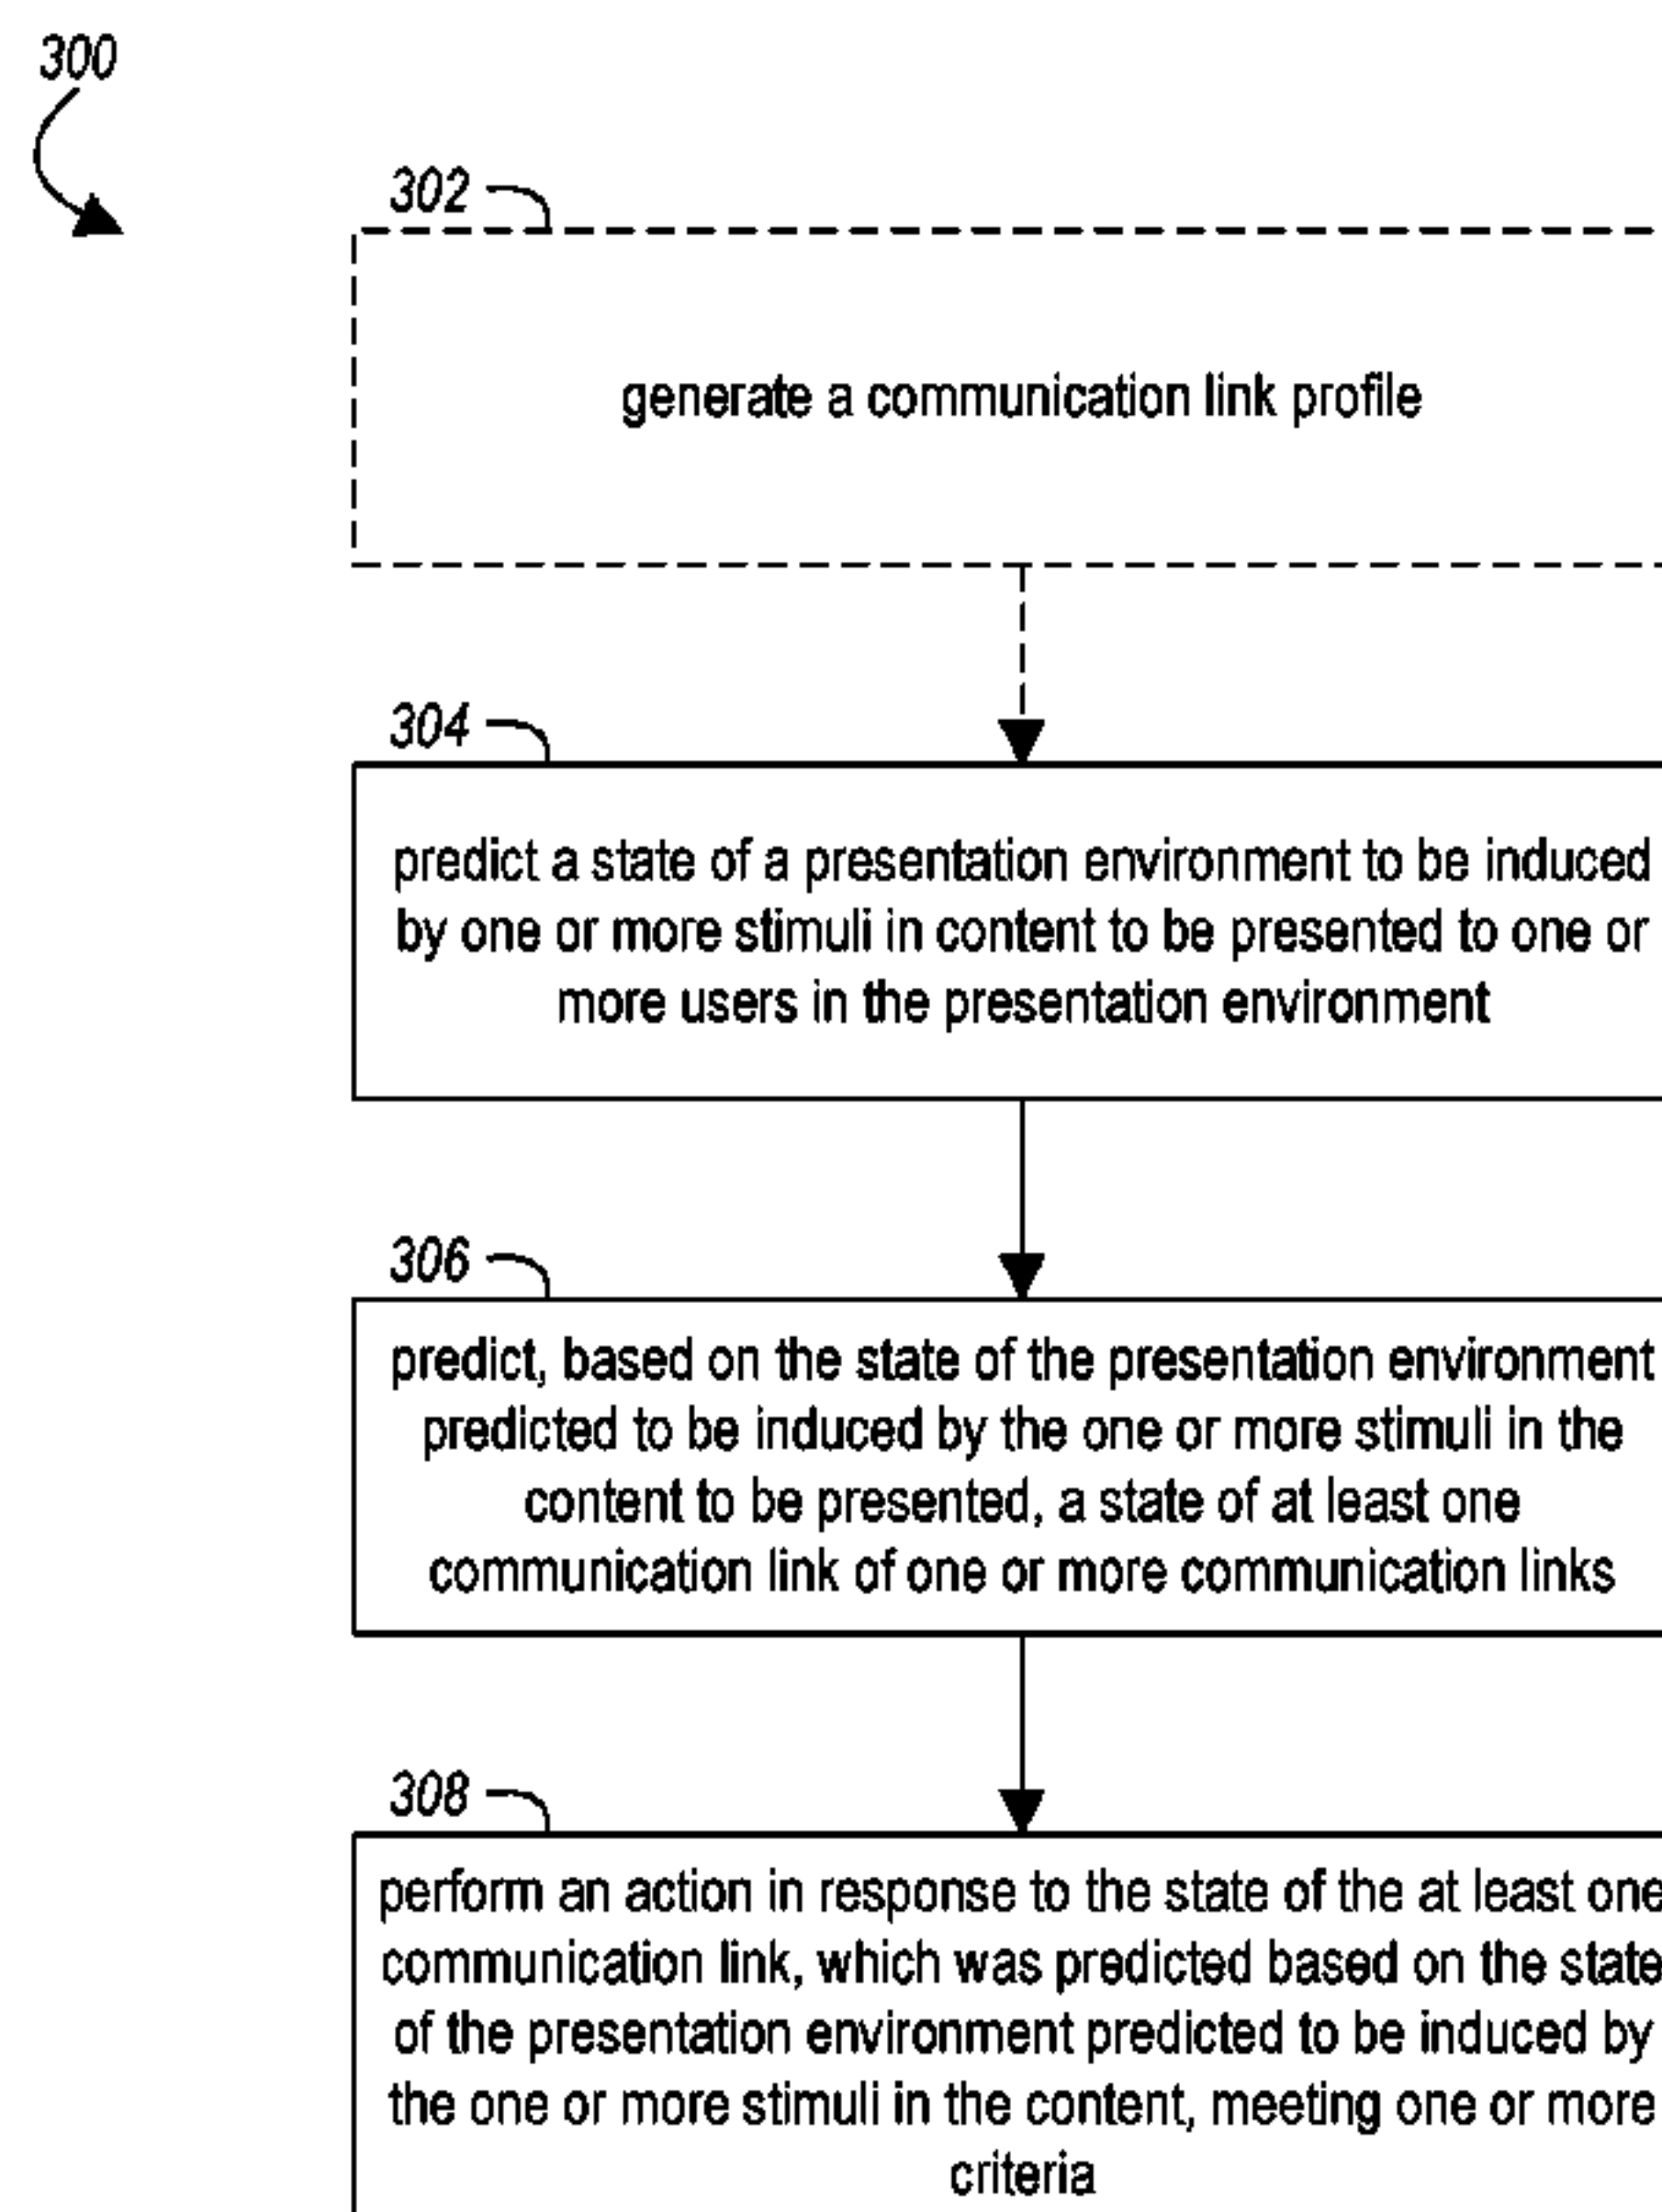 300
302
generate a communication link profile
304
predict a state of a presentation environment to be induced
by one or more stimuli in content to be presented to one or
more users in the presentation environment
306
predict, based on the state of the presentation environment
predicted to be induced by the one or more stimuli in the
content to be presented, a state of at least one
communication link of one or more communication links
308
perform an action in response to the state of the at least one
communication link, which was predicted based on the state
of the presentation environment predicted to be induced by
the one or more stimuli in the content, meeting one or more
criteria